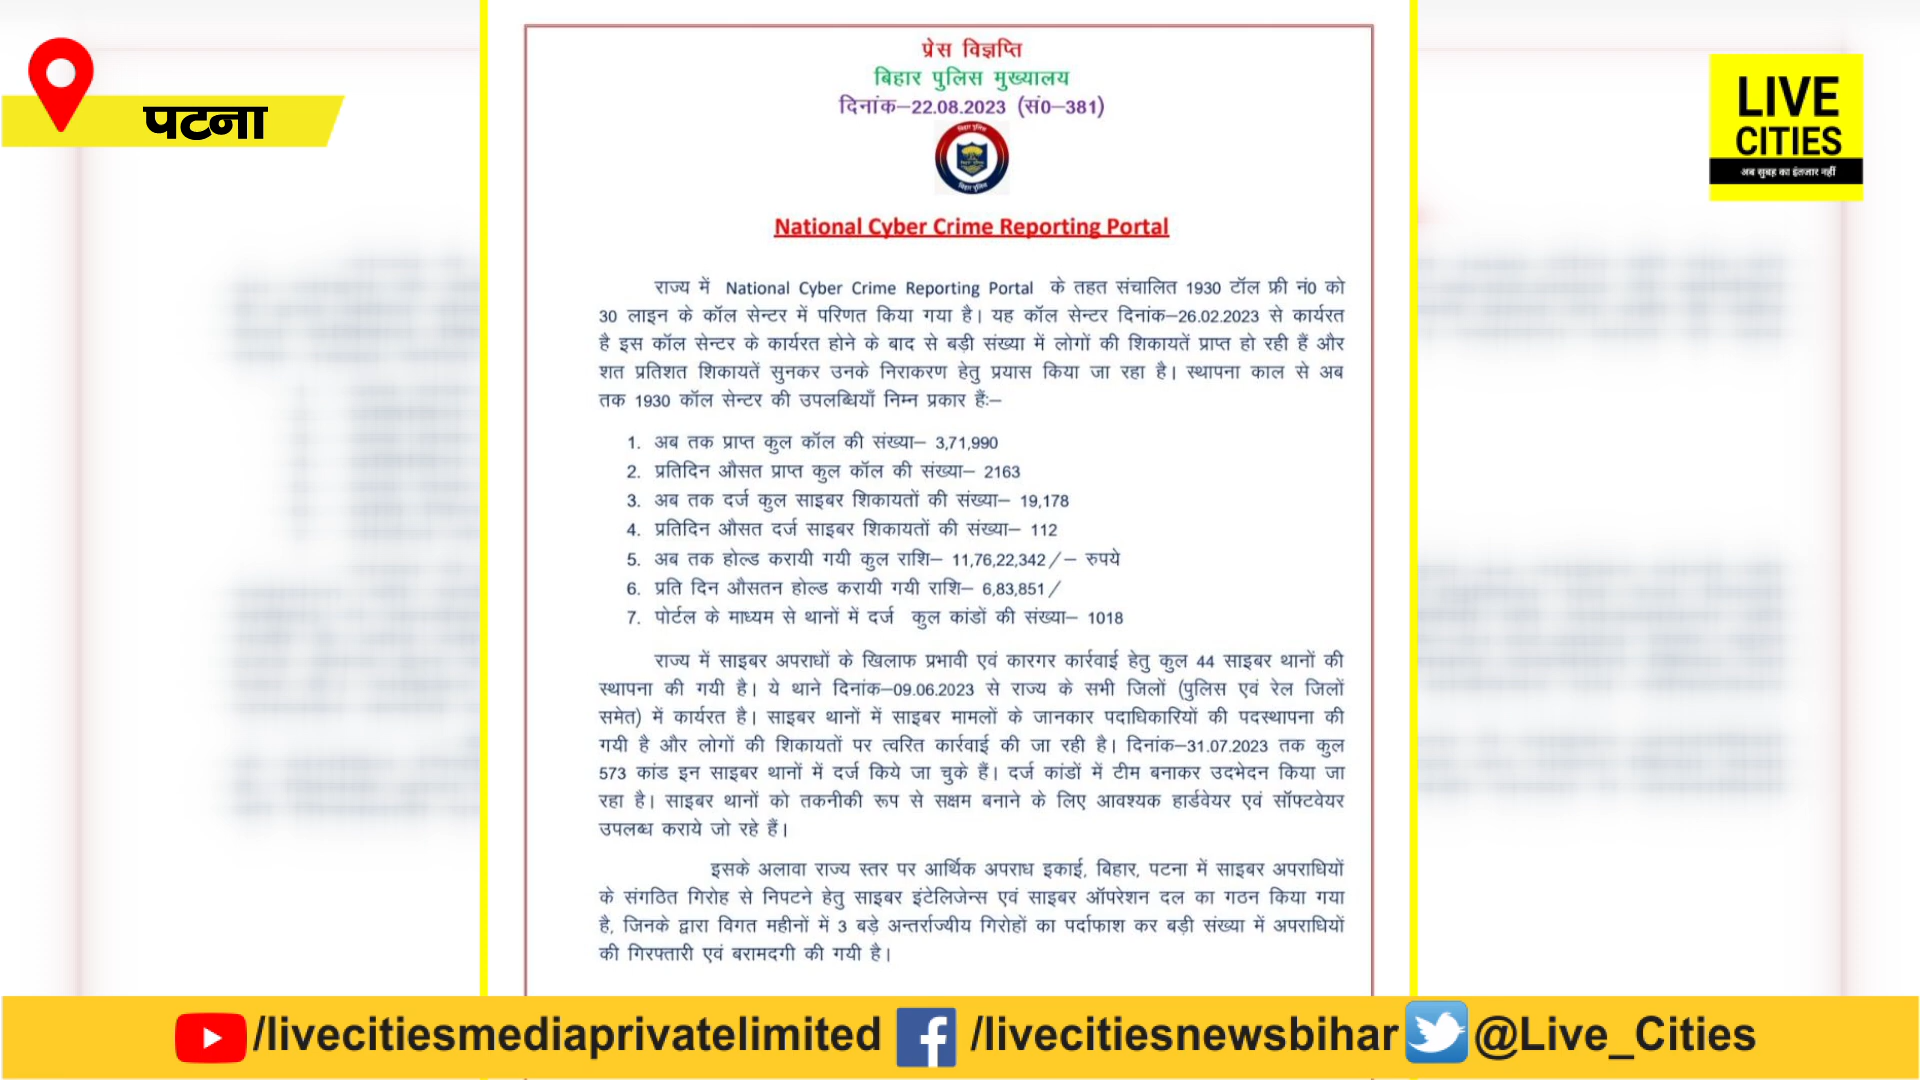 पटना
LIVE
CITIES
अब सुबह का इंतजार नहीं
प्रेस विज्ञप्ति
बिहार पुलिस मुख्यालय
दिनांक–22.08.2023 (सं0–381)
बिहार पुलिस
बिहार पुलिस
National Cyber Crime Reporting Portal
राज्य में National Cyber Crime Reporting Portal के तहत संचालित 1930 टॉल फ्री नं0 को
30 लाइन के कॉल सेन्टर में परिणत किया गया है। यह कॉल सेन्टर दिनांक–26.02.2023 से कार्यरत
है इस कॉल सेन्टर के कार्यरत होने के बाद से बड़ी संख्या में लोगों की शिकायतें प्राप्त हो रही हैं और
शत प्रतिशत शिकायतें सुनकर उनके निराकरण हेतु प्रयास किया जा रहा है। स्थापना काल से अब
तक 1930 कॉल सेन्टर की उपलब्धियाँ निम्न प्रकार हैं:–
1. अब तक प्राप्त कुल कॉल की संख्या– 3,71,990
2. प्रतिदिन औसत प्राप्त कुल कॉल की संख्या– 2163
3. अब तक दर्ज कुल साइबर शिकायतों की संख्या– 19,178
4. प्रतिदिन औसत दर्ज साइबर शिकायतों की संख्या– 112
5. अब तक होल्ड करायी गयी कुल राशि– 11,76,22,342/– रुपये
6. प्रति दिन औसतन होल्ड करायी गयी राशि– 6,83,851/
7. पोर्टल के माध्यम से थानों में दर्ज कुल कांडों की संख्या– 1018
राज्य में साइबर अपराधों के खिलाफ प्रभावी एवं कारगर कार्रवाई हेतु कुल 44 साइबर थानों की
स्थापना की गयी है। ये थाने दिनांक–09.06.2023 से राज्य के सभी जिलों (पुलिस एवं रेल जिलों
समेत) में कार्यरत है। साइबर थानों में साइबर मामलों के जानकार पदाधिकारियों की पदस्थापना की
गयी है और लोगों की शिकायतों पर त्वरित कार्रवाई की जा रही है। दिनांक–31.07.2023 तक कुल
573 कांड इन साइबर थानों में दर्ज किये जा चुके हैं। दर्ज कांडों में टीम बनाकर उदभेदन किया जा
रहा है। साइबर थानों को तकनीकी रूप से सक्षम बनाने के लिए आवश्यक हार्डवेयर एवं सॉफ्टवेयर
उपलब्ध कराये जो रहे हैं।
इसके अलावा राज्य स्तर पर आर्थिक अपराध इकाई, बिहार, पटना में साइबर अपराधियों
के संगठित गिरोह से निपटने हेतु साइबर इंटेलिजेन्स एवं साइबर ऑपरेशन दल का गठन किया गया
है, जिनके द्वारा विगत महीनों में 3 बड़े अन्तर्राज्यीय गिरोहों का पर्दाफाश कर बड़ी संख्या में अपराधियों
की गिरफ्तारी एवं बरामदगी की गयी है।
/livecitiesmediaprivatelimited /livecitiesnewsbihar @Live_Cities